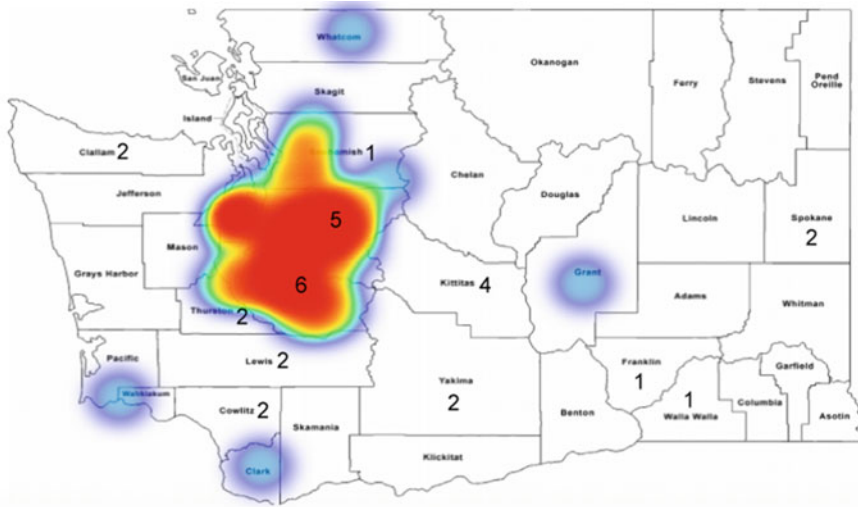 Whatcom
Okanogan
Ferry
Stevens
Pend
Oreille
San Juan
Skagit
Island
Clallam 2
1
Chelan
Jefferson
Douglas
5
Lincoln
Spokane
2
Mason
Grays Harbor
6
Kittitas 4
Grant
Adams
Whitman
Thurston 2
Pacific
Lewis 2
Franklin
1
Garfield
Yakima
2
Wahkiakum
Cowlitz 2
Skamania
Benton
1
Walla Walla
Columbia
Asotin
Klickitat
Clark